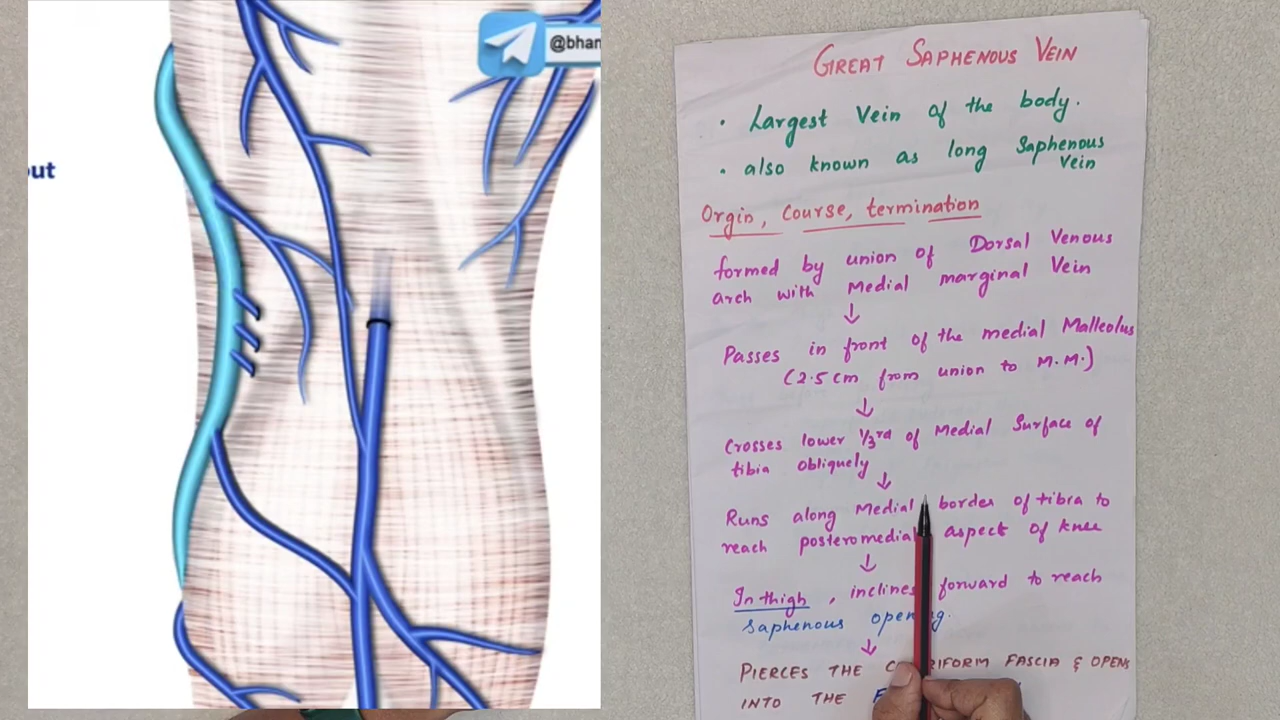 out
@bhan
GREAT SAPHENOUS VEIN
• Largest Vein of the body.
• also known as long Saphenous
Vein
Orgin, Course, termination
formed by union of Dorsal Venous
arch with Medial marginal Vein
↓
Passes in front of the medial Malleolus
(2.5 cm from union to M.M.)
↓
Crosses lower 1/3rd of Medial Surface of
tibia obliquely
↓
Runs along Medial border of tibia to
reach posteromedial aspect of knee
↓
In thigh, inclines forward to reach
Saphenous opening.
↓
PIERCES THE FASCIA & OPENS
INTO THE